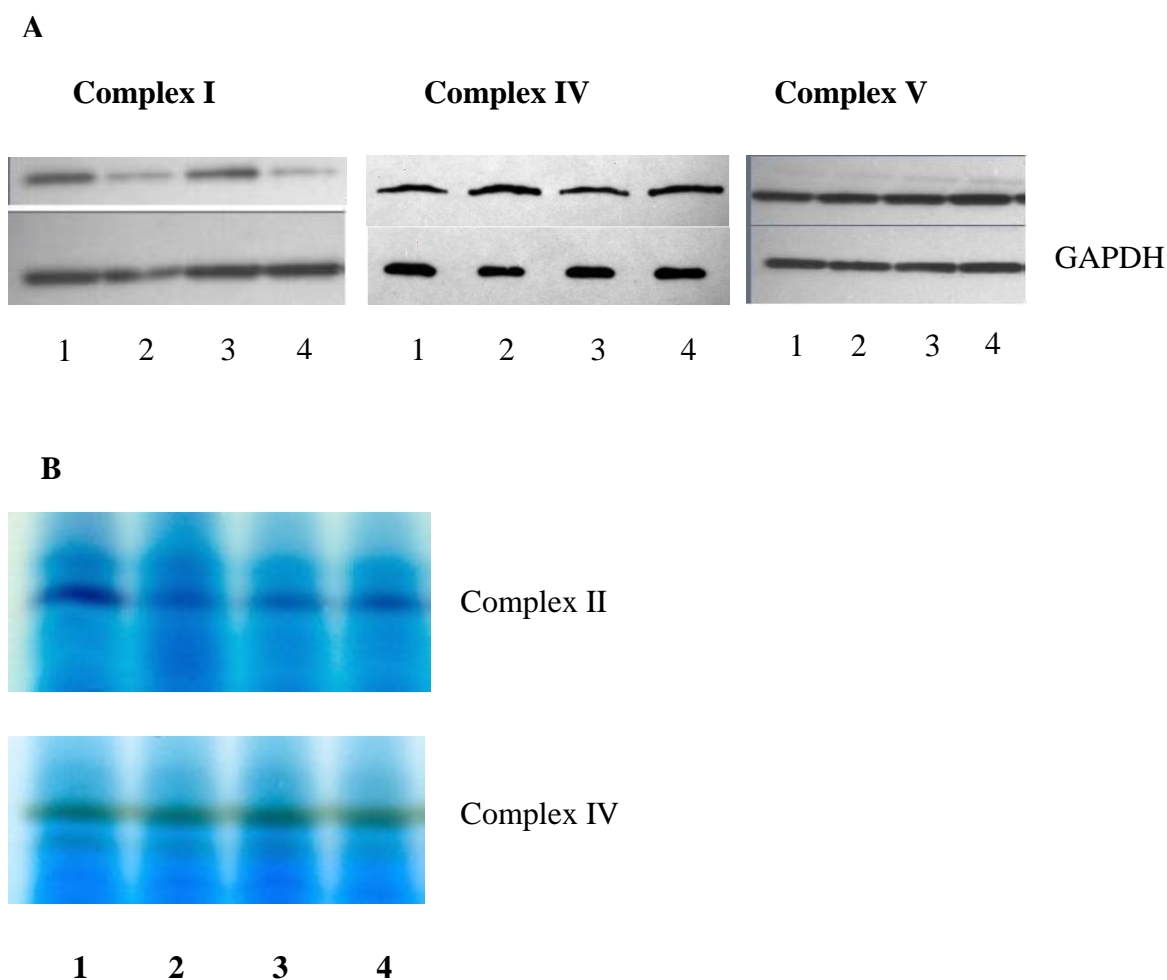 A
Complex I Complex IV Complex V
GAPDH
1 2 3 4 1 2 3 4 1 2 3 4
B
Complex II
Complex IV
1 2 3 4